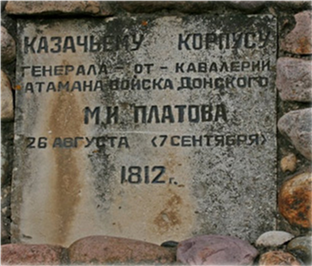 КАЗАЧЬЕМУ КОРПУСУ
ГЕНЕРАЛА - ОТ - КАВАЛЕРИИ
АТАМАНА ВОЙСКА ДОНСКОГО
М.И. ПЛАТОВА
26 АВГУСТА (7 СЕНТЯБРЯ)
1812 г.